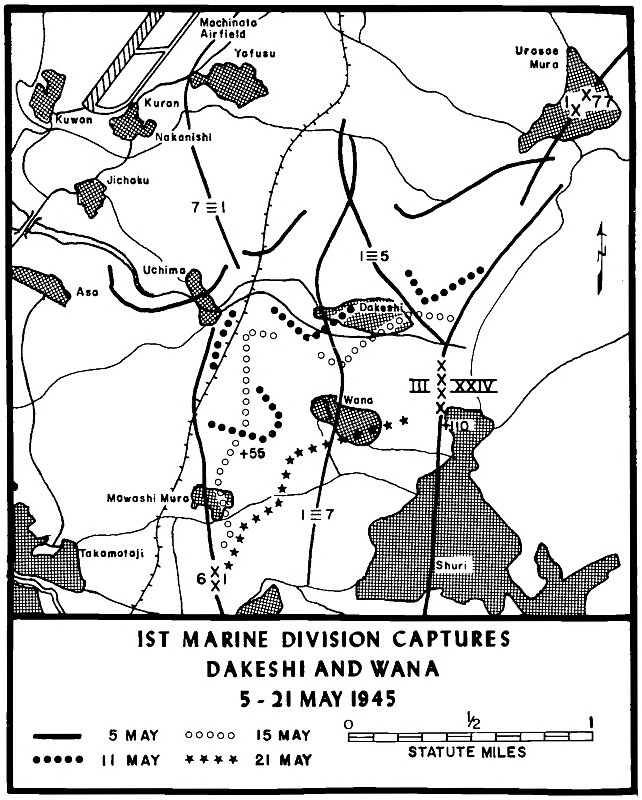 Machinato
Airfield
Yafusu
Urasoe
Mura
1 XX 77
Kuwan
Kuran
Nakanishi
Jichaku
7 ≡ 1
1 ≡ 5
N
Uchima
Asa
Dakeshi
III XXXX XXIV
Wana
+110
+55
Mawashi Mura
1 ≡ 7
Takamotoji
6 XX 1
Shuri
1ST MARINE DIVISION CAPTURES
DAKESHI AND WANA
5 - 21 MAY 1945
5 MAY
15 MAY
11 MAY
21 MAY
0 1/2 1
STATUTE MILES